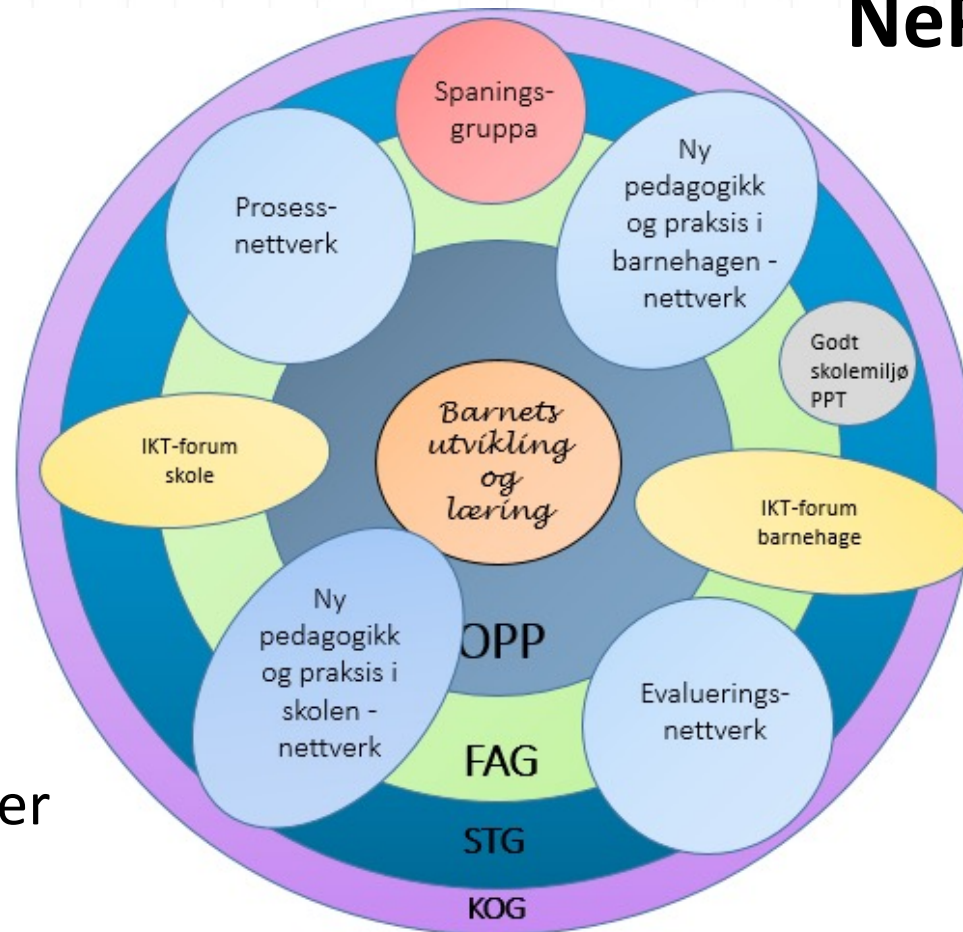 NeP
Spanings-
gruppa
Prosess-
nettverk
Ny
pedagogikk
og praksis i
barnehagen -
nettverk
Godt
skolemiljø
PPT
IKT-forum
skole
Barnets
utvikling
og
læring
IKT-forum
barnehage
Ny
pedagogikk
og praksis i
skolen -
nettverk
OPP
Evaluerings-
nettverk
FAG
er
STG
KOG